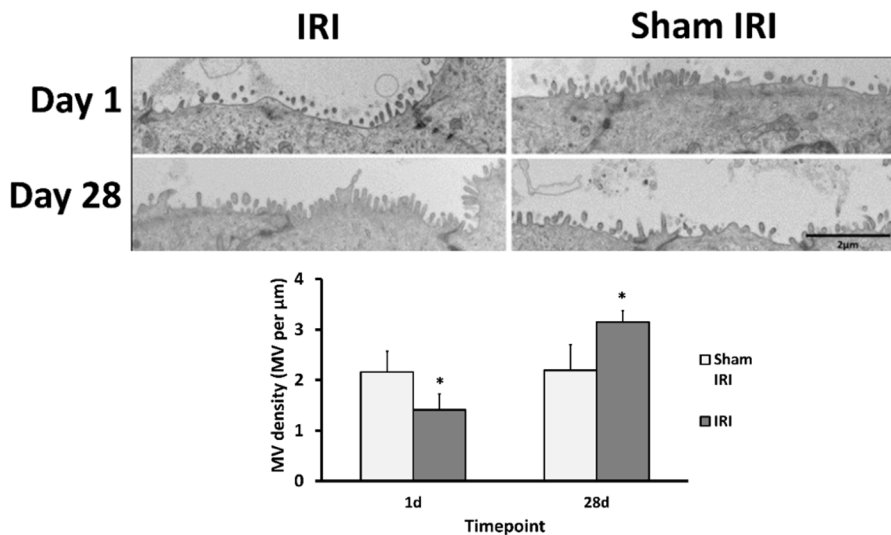 IRI
Sham IRI
Day 1
Day 28
2μm
MV density (MV per μm)
4
3
2
1
0
*
*
1d
28d
Timepoint
Sham
IRI
IRI